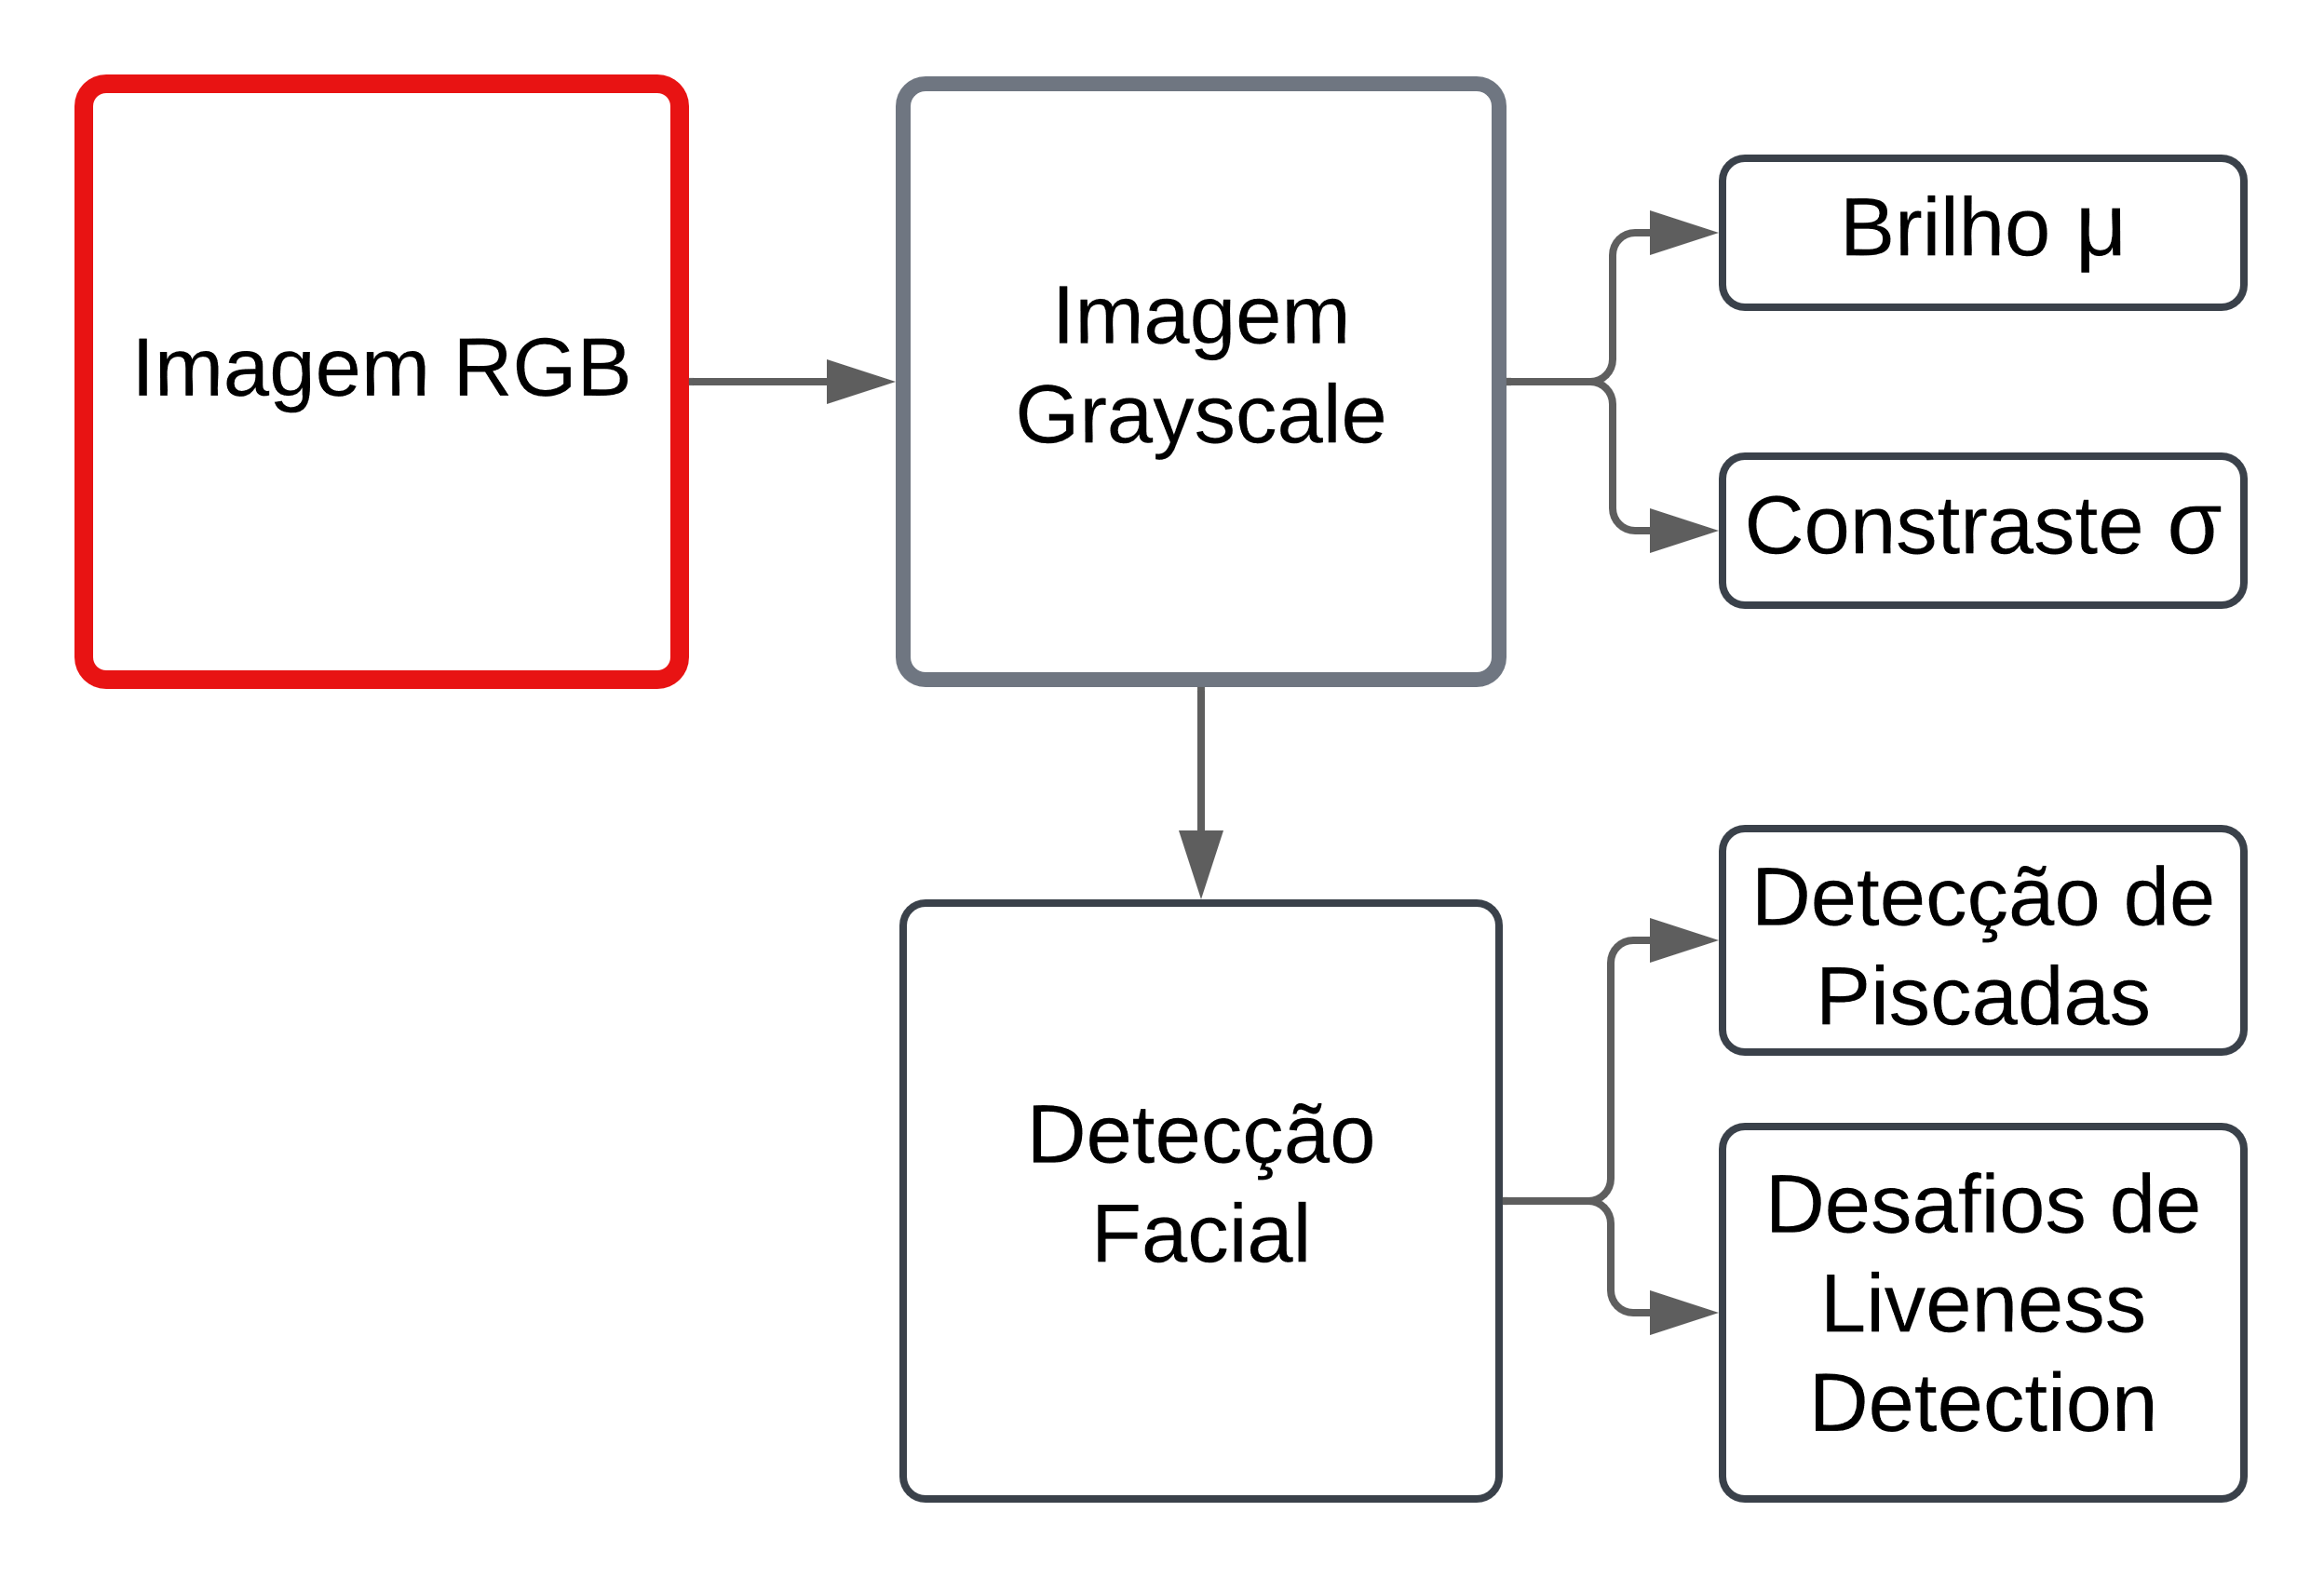 Imagem RGB
Imagem
Grayscale
Brilho μ
Constraste σ
Detecção
Facial
Detecção de
Piscadas
Desafios de
Liveness
Detection